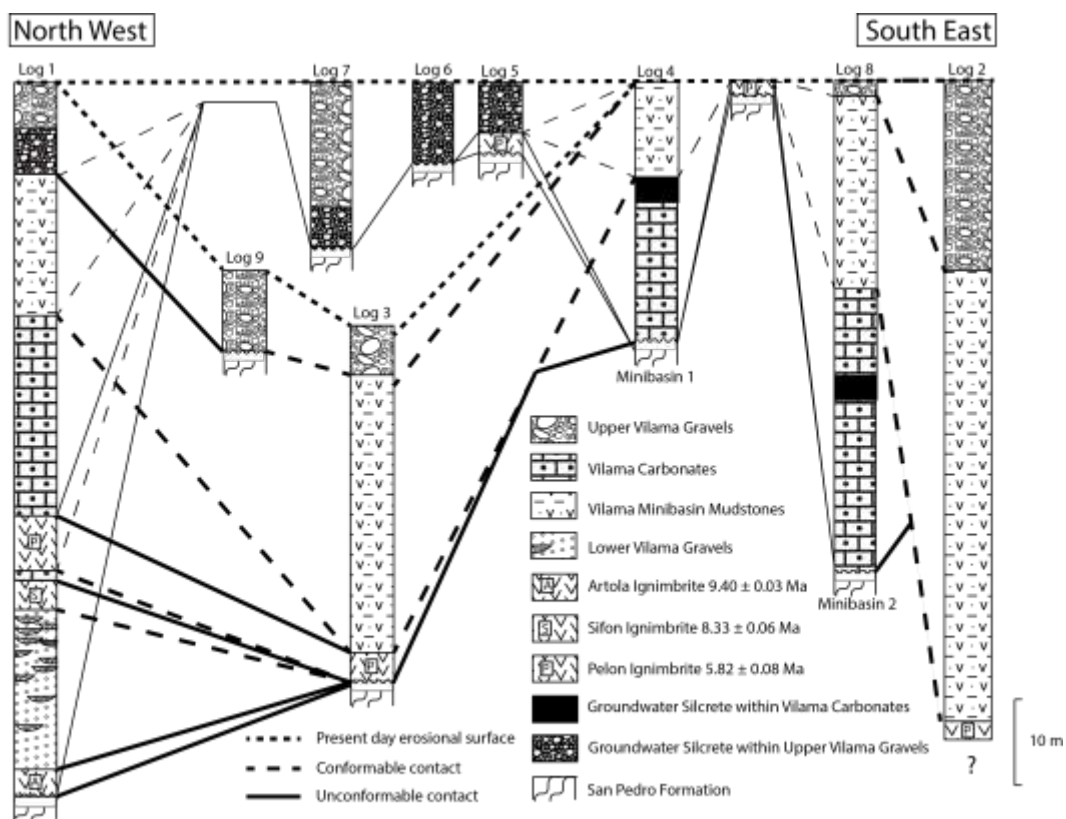 North West
South East
Log 1
Log 7
Log 6
Log 5
Log 4
Log 8
Log 2
P
P
Log 9
Log 3
Minibasin 1
Upper Vilama Gravels
Vilama Carbonates
Vilama Minibasin Mudstones
P
Lower Vilama Gravels
A
Artola Ignimbrite 9.40 ± 0.03 Ma
S
S
Sifon Ignimbrite 8.33 ± 0.06 Ma
Minibasin 2
P
P
Pelon Ignimbrite 5.82 ± 0.08 Ma
Groundwater Silcrete within Vilama Carbonates
P
10 m
Present day erosional surface
Groundwater Silcrete within Upper Vilama Gravels
Conformable contact
?
A
San Pedro Formation
Unconformable contact